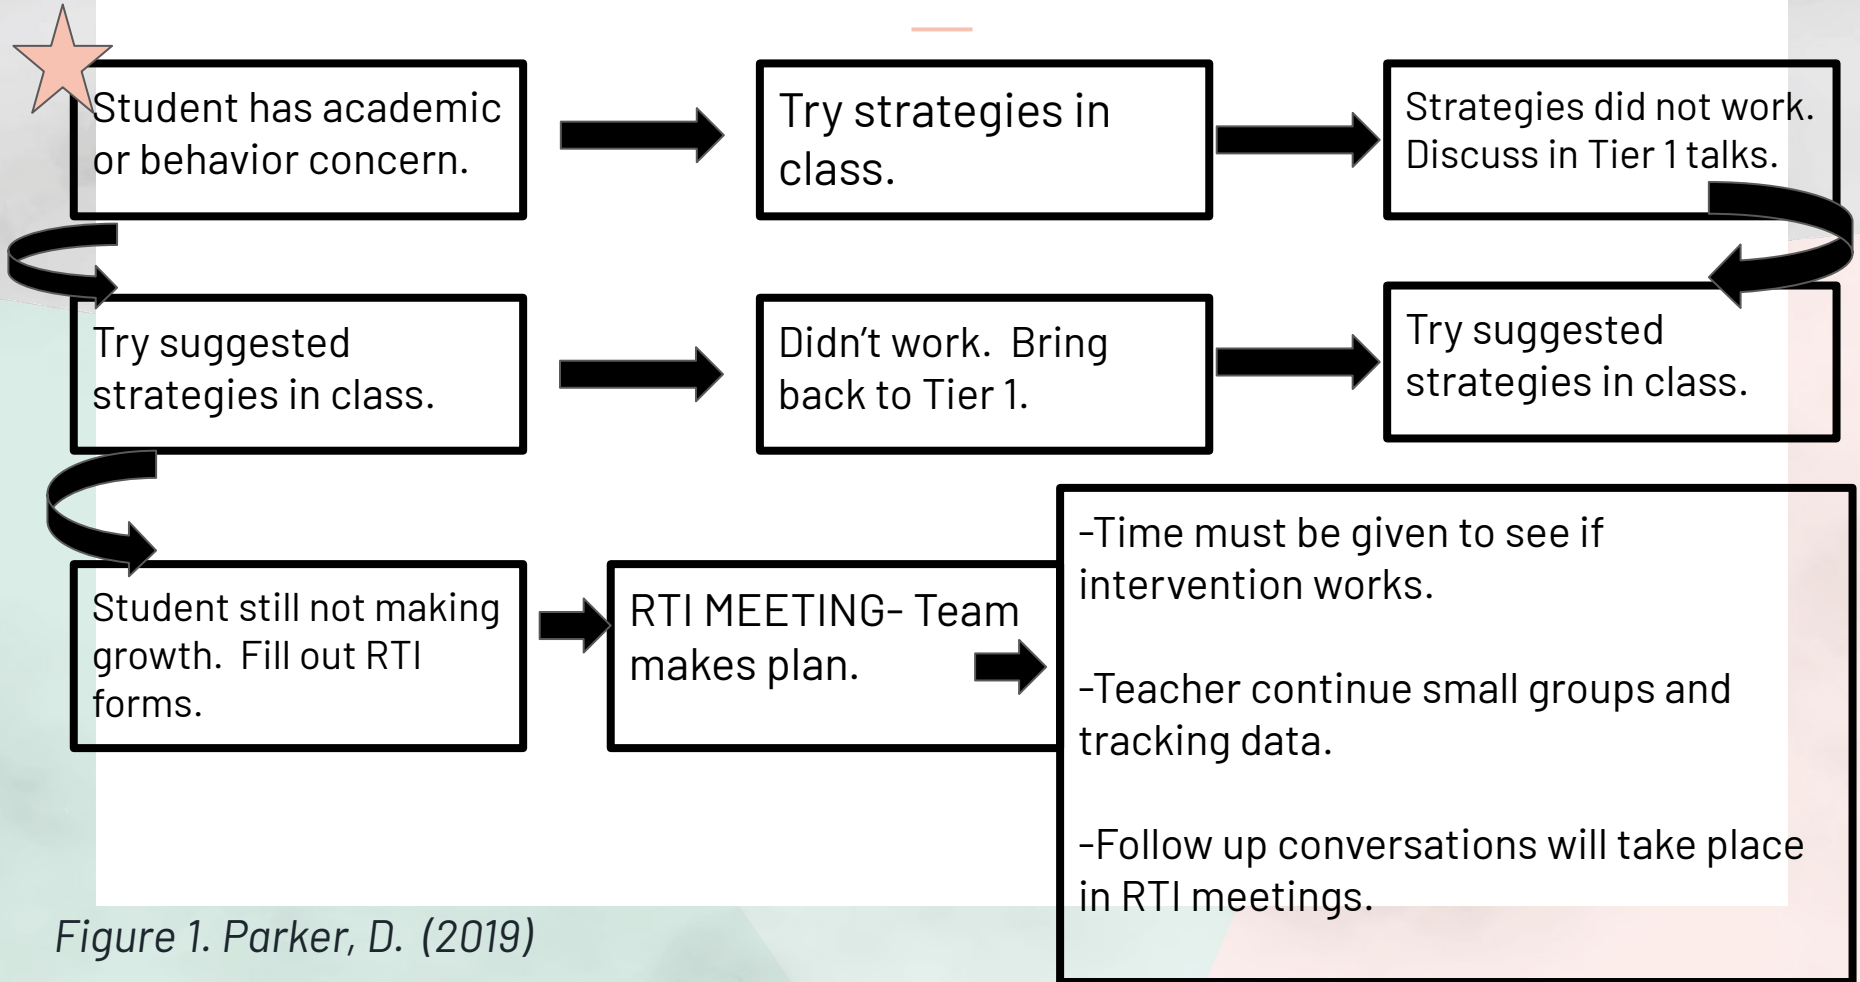 Student has academic
or behavior concern.
Try strategies in
class.
Strategies did not work.
Discuss in Tier 1 talks.
Try suggested
strategies in class.
Didn't work.  Bring
back to Tier 1.
Try suggested
strategies in class.
Student still not making
growth.  Fill out RTI
forms.
RTI MEETING- Team
makes plan.
-Time must be given to see if
intervention works.
-Teacher continue small groups and
tracking data.
-Follow up conversations will take place
in RTI meetings.
Figure 1. Parker, D.  (2019)